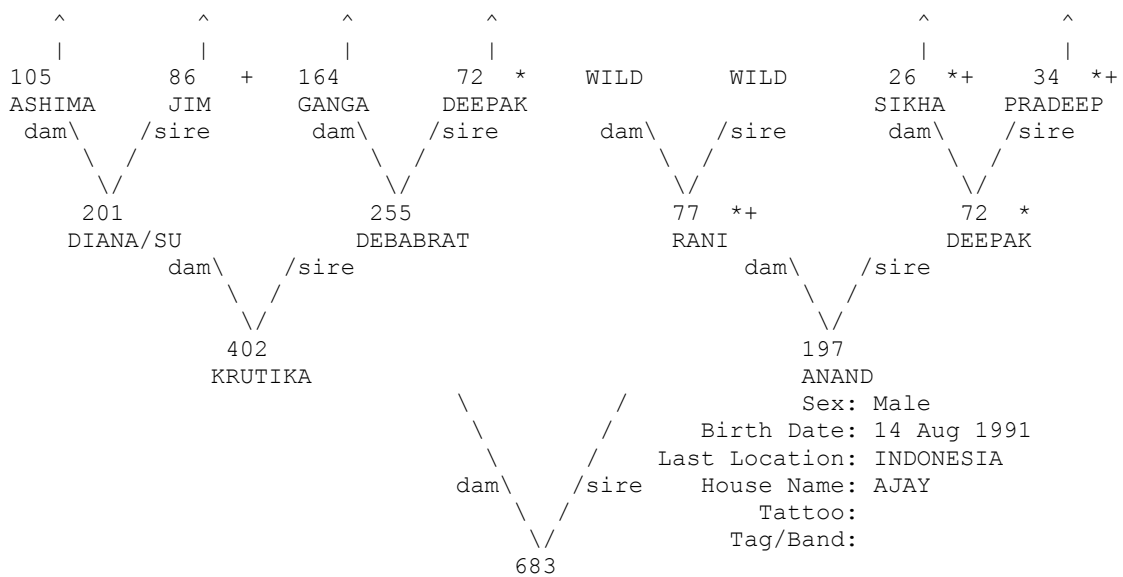 ^ ^ ^ ^ ^ ^
| | | | | |
105 86 + 164 72 * WILD WILD 26 *+ 34 *+
ASHIMA JIM GANGA DEEPAK SIKHA PRADEEP
dam\ /sire dam\ /sire dam\ /sire dam\ /sire
\ / \ / \ / \ /
\/ \/ \/ \/
201 255 77 *+ 72 *
DIANA/SU DEBABRAT RANI DEEPAK
dam\ /sire dam\ /sire
\ / \ /
\/ \/
402 197
KRUTIKA ANAND
\ / Sex: Male
\ / Birth Date: 14 Aug 1991
\ / Last Location: INDONESIA
dam\ /sire House Name: AJAY
\ / Tattoo:
\/ Tag/Band:
683